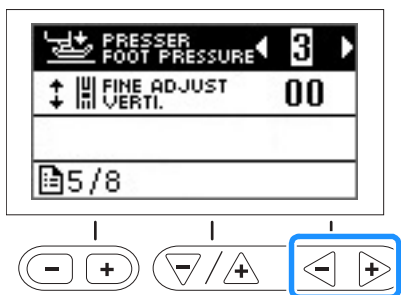 PRESSER
FOOT PRESSURE 3
FINE ADJUST
VERTI. 00
5/8
- + / + - +